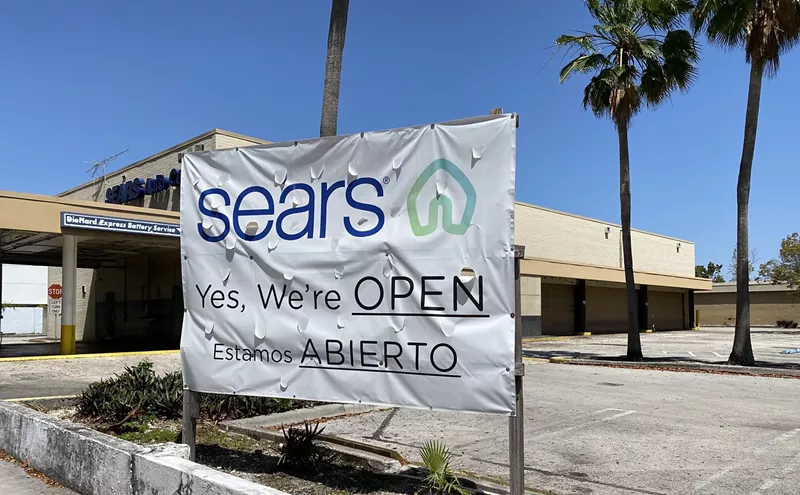 sears®
Yes, We're OPEN
Estamos ABIERTO
DieHard Express Battery Service
STOP